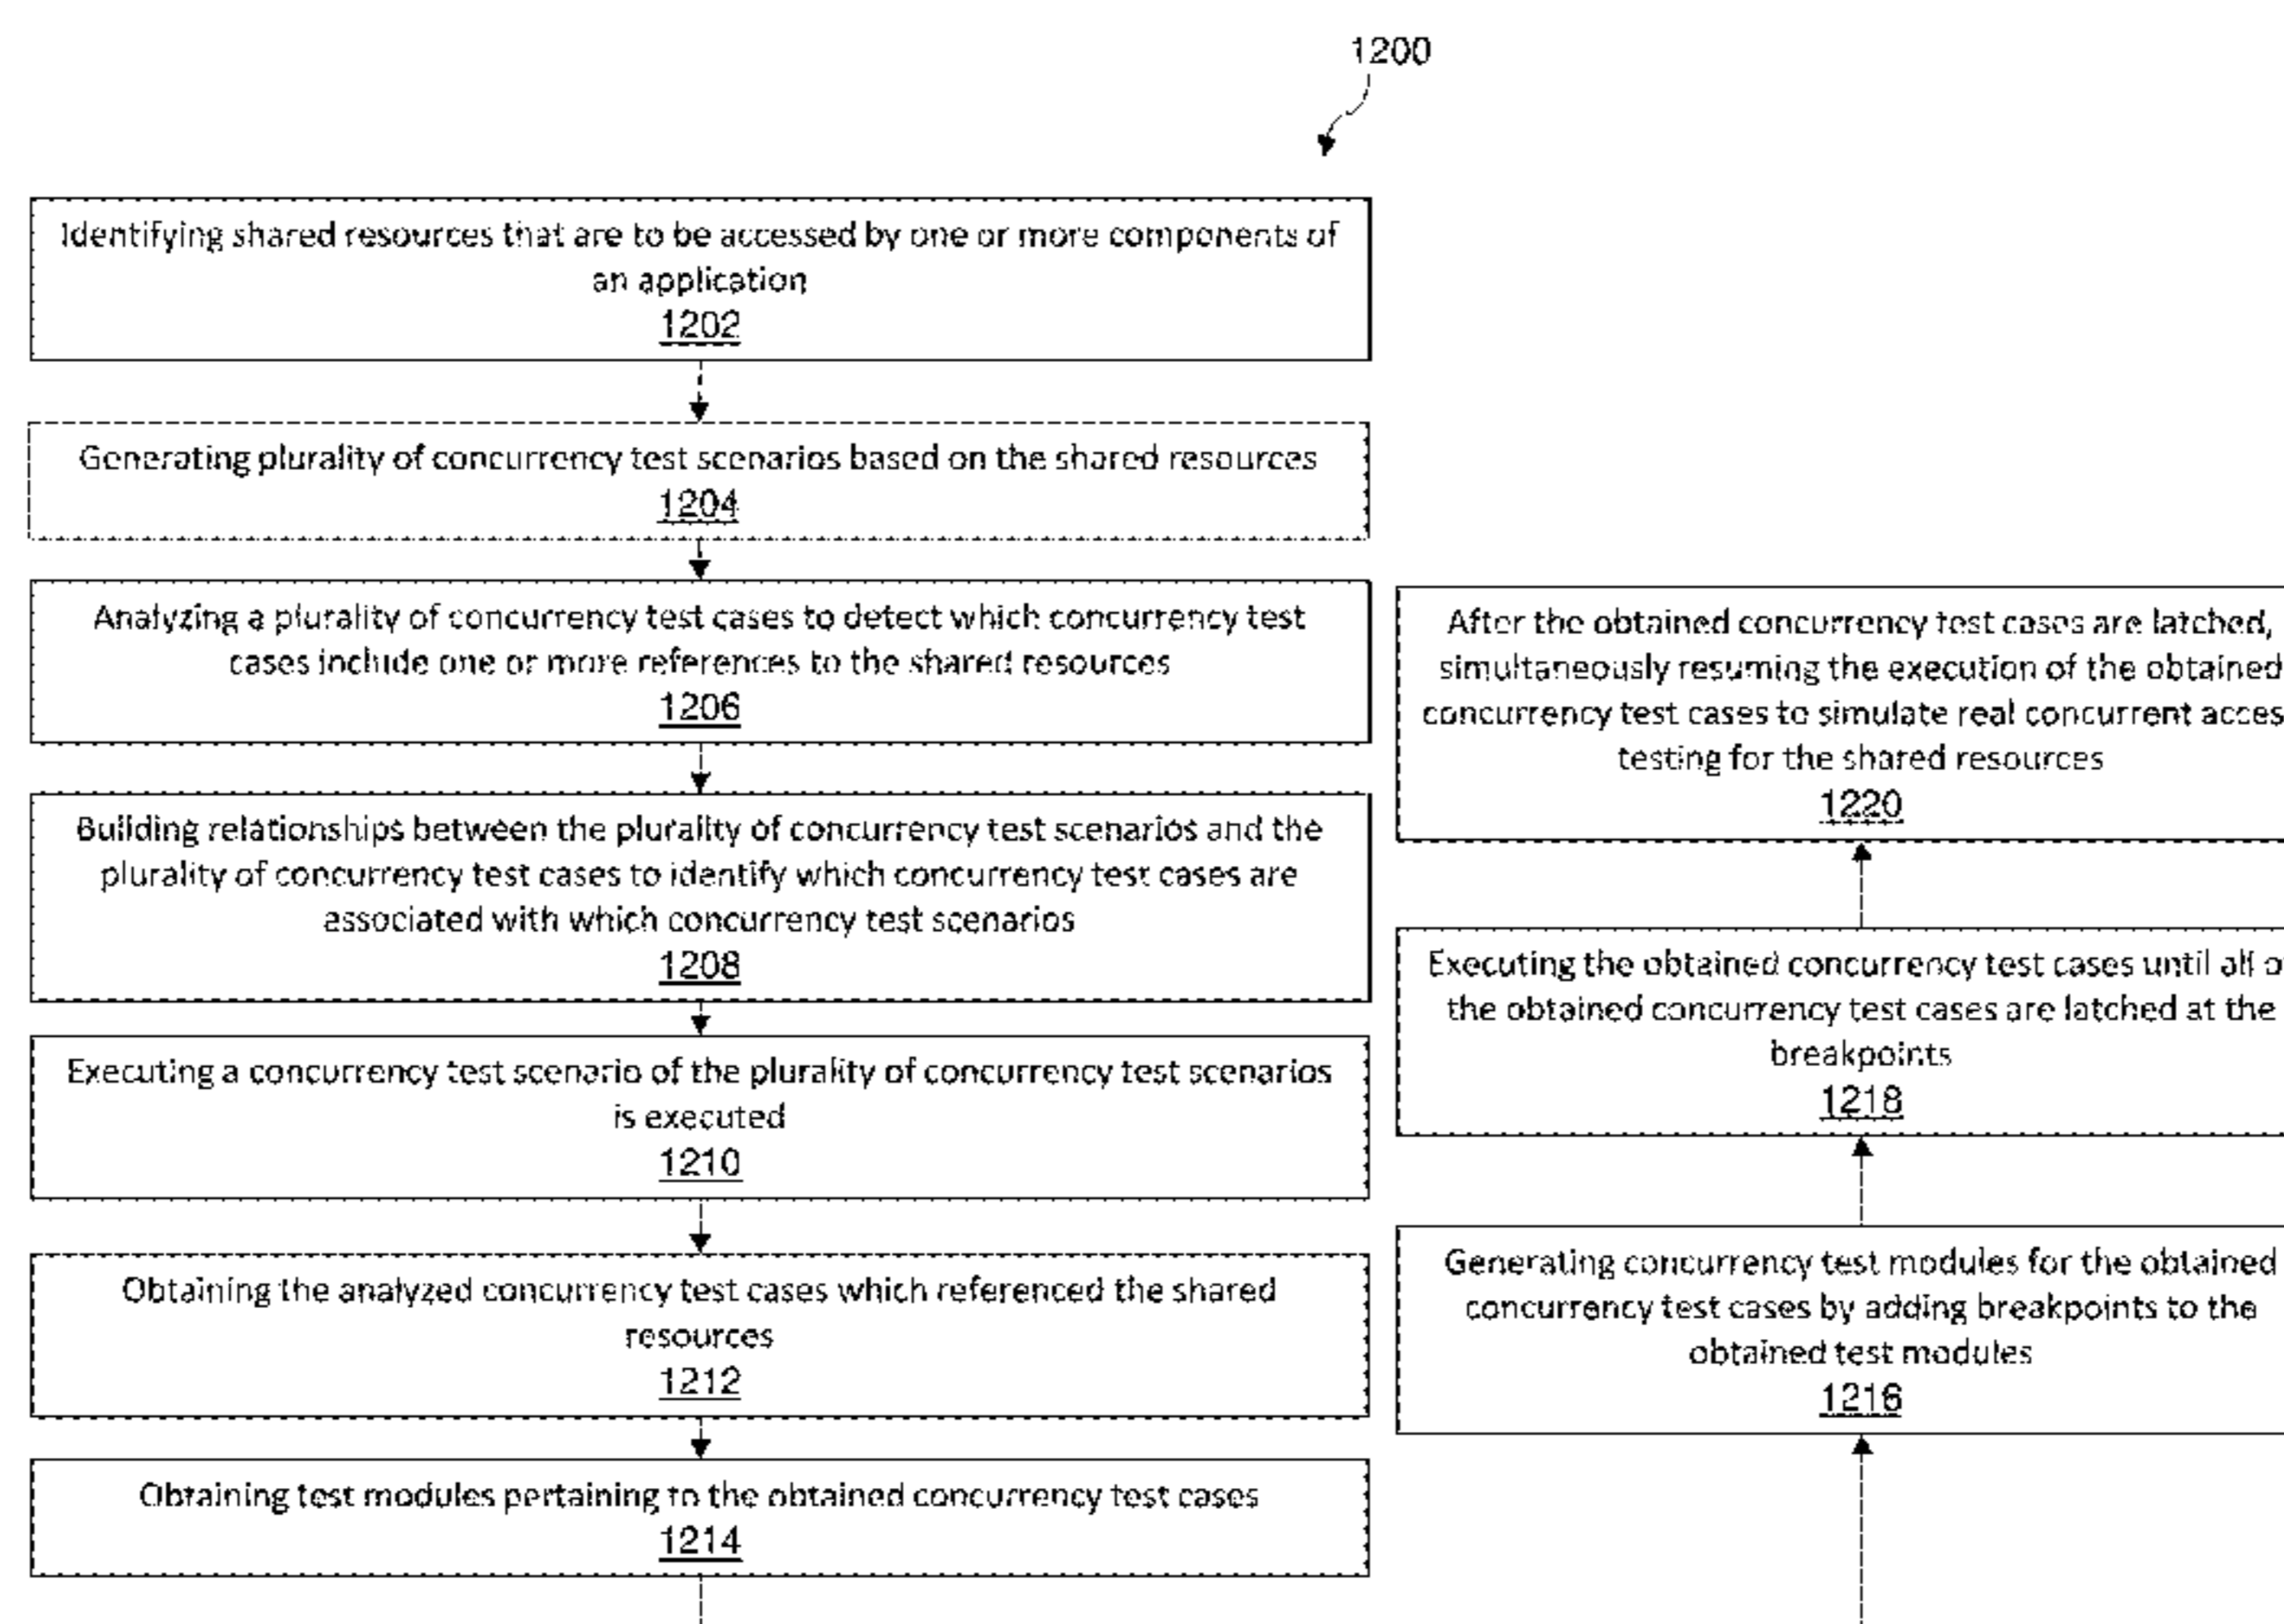 1200
Identifying shared resources that are to be accessed by one or more components of
an application
1202
Generating plurality of concurrency test scenarios based on the shared resources
1204
Analyzing a plurality of concurrency test cases to detect which concurrency test
cases include one or more references to the shared resources
1206
Building relationships between the plurality of concurrency test scenarios and the
plurality of concurrency test cases to identify which concurrency test cases are
associated with which concurrency test scenarios
1208
Executing a concurrency test scenario of the plurality of concurrency test scenarios
is executed
1210
Obtaining the analyzed concurrency test cases which referenced the shared
resources
1212
Obtaining test modules pertaining to the obtained concurrency test cases
1214
After the obtained concurrency test cases are latched,
simultaneously resuming the execution of the obtained
concurrency test cases to simulate real concurrent
testing for the shared resources
1220
Executing the obtained concurrency test cases until all
the obtained concurrency test cases are latched at the
breakpoints
1218
Generating concurrency test modules for the obtained
concurrency test cases by adding breakpoints to the
obtained test modules
1216